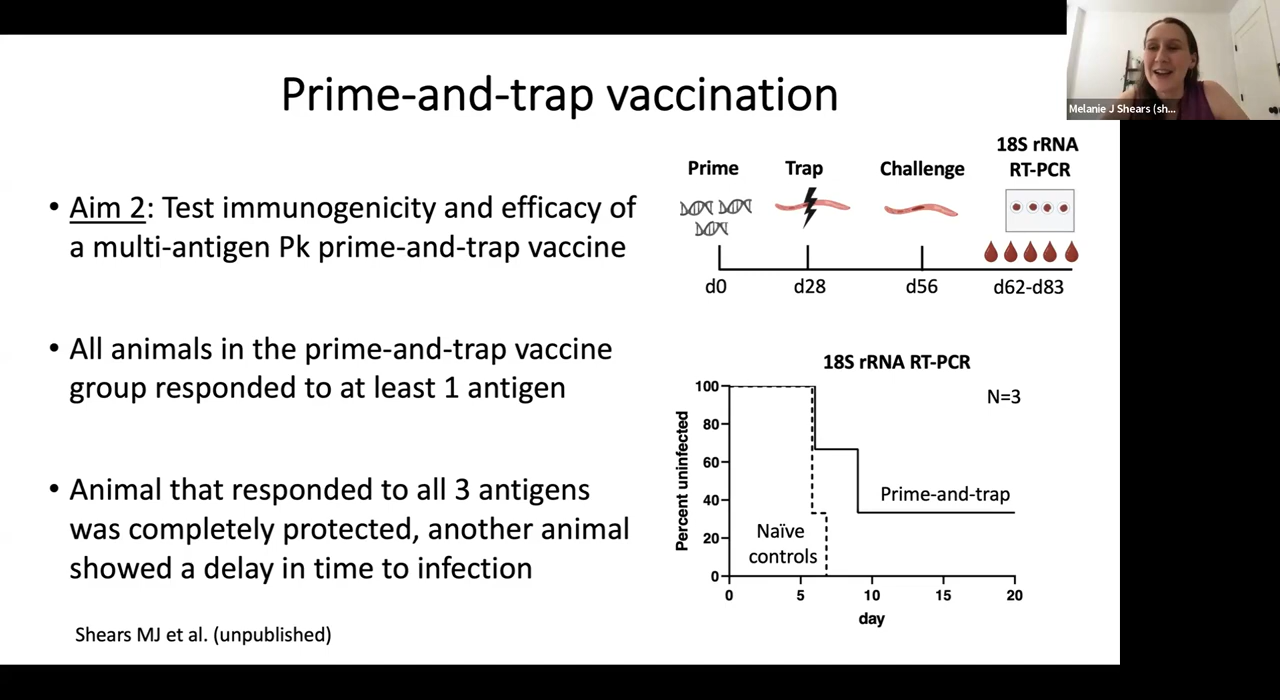 Prime-and-trap vaccination
Melanie J Shears (sh...
• Aim 2: Test immunogenicity and efficacy of
a multi-antigen Pk prime-and-trap vaccine
• All animals in the prime-and-trap vaccine
group responded to at least 1 antigen
• Animal that responded to all 3 antigens
was completely protected, another animal
showed a delay in time to infection
Shears MJ et al. (unpublished)
Prime
Trap
Challenge
18S rRNA
RT-PCR
d0
d28
d56
d62-d83
18S rRNA RT-PCR
N=3
Percent uninfected
100
80
60
40
20
0
Prime-and-trap
Naïve
controls
0
5
10
15
20
day